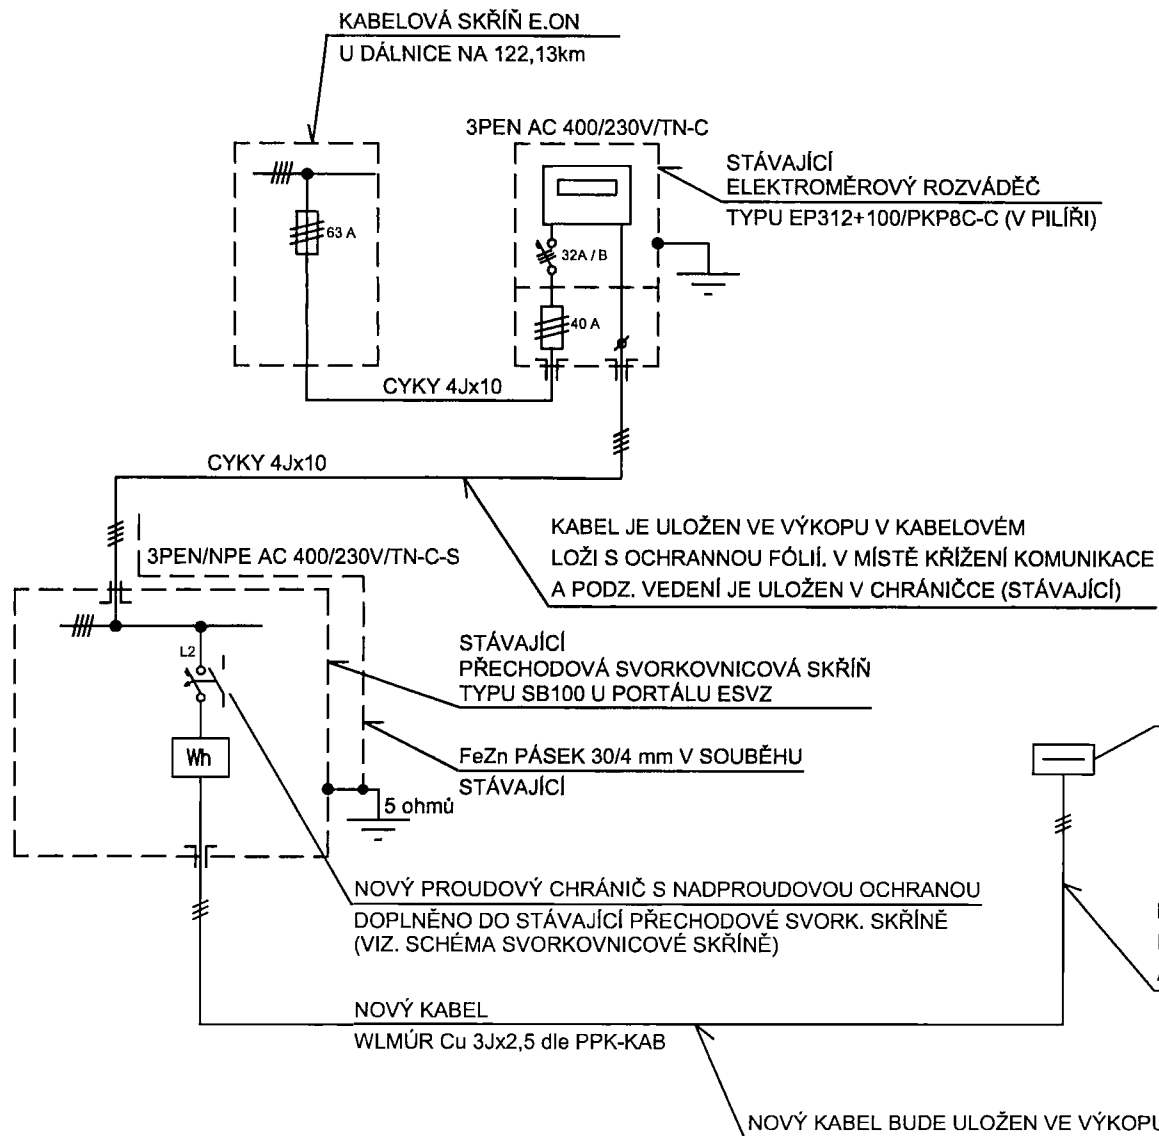 KABELOVÁ SKŘÍŇ E.ON
U DÁLNICE NA 122,13km
3PEN AC 400/230V/TN-C
STÁVAJÍCÍ
ELEKTROMĚROVÝ ROZVÁDĚČ
TYPU EP312+100/PKP8C-C (V PILÍŘI)
63 A
32A / B
40 A
CYKY 4Jx10
CYKY 4Jx10
KABEL JE ULOŽEN VE VÝKOPU V KABELOVÉM
LOŽI S OCHRANNOU FÓLIÍ. V MÍSTĚ KŘÍŽENÍ KOMUNIKACE
A PODZ. VEDENÍ JE ULOŽEN V CHRÁNIČCE (STÁVAJÍCÍ)
3PEN/NPE AC 400/230V/TN-C-S
L2
STÁVAJÍCÍ
PŘECHODOVÁ SVORKOVNICOVÁ SKŘÍŇ
TYPU SB100 U PORTÁLU ESVZ
Wh
FeZn PÁSEK 30/4 mm V SOUBĚHU
STÁVAJÍCÍ
5 ohmů
NOVÝ PROUDOVÝ CHRÁNIČ S NADPROUDOVOU OCHRANOU
DOPLNĚNO DO STÁVAJÍCÍ PŘECHODOVÉ SVORK. SKŘÍNĚ
(VIZ. SCHÉMA SVORKOVNICOVÉ SKŘÍNĚ)
NOVÝ KABEL
WLMÚR Cu 3Jx2,5 dle PPK-KAB
NOVÝ KABEL BUDE ULOŽEN VE VÝKOPU